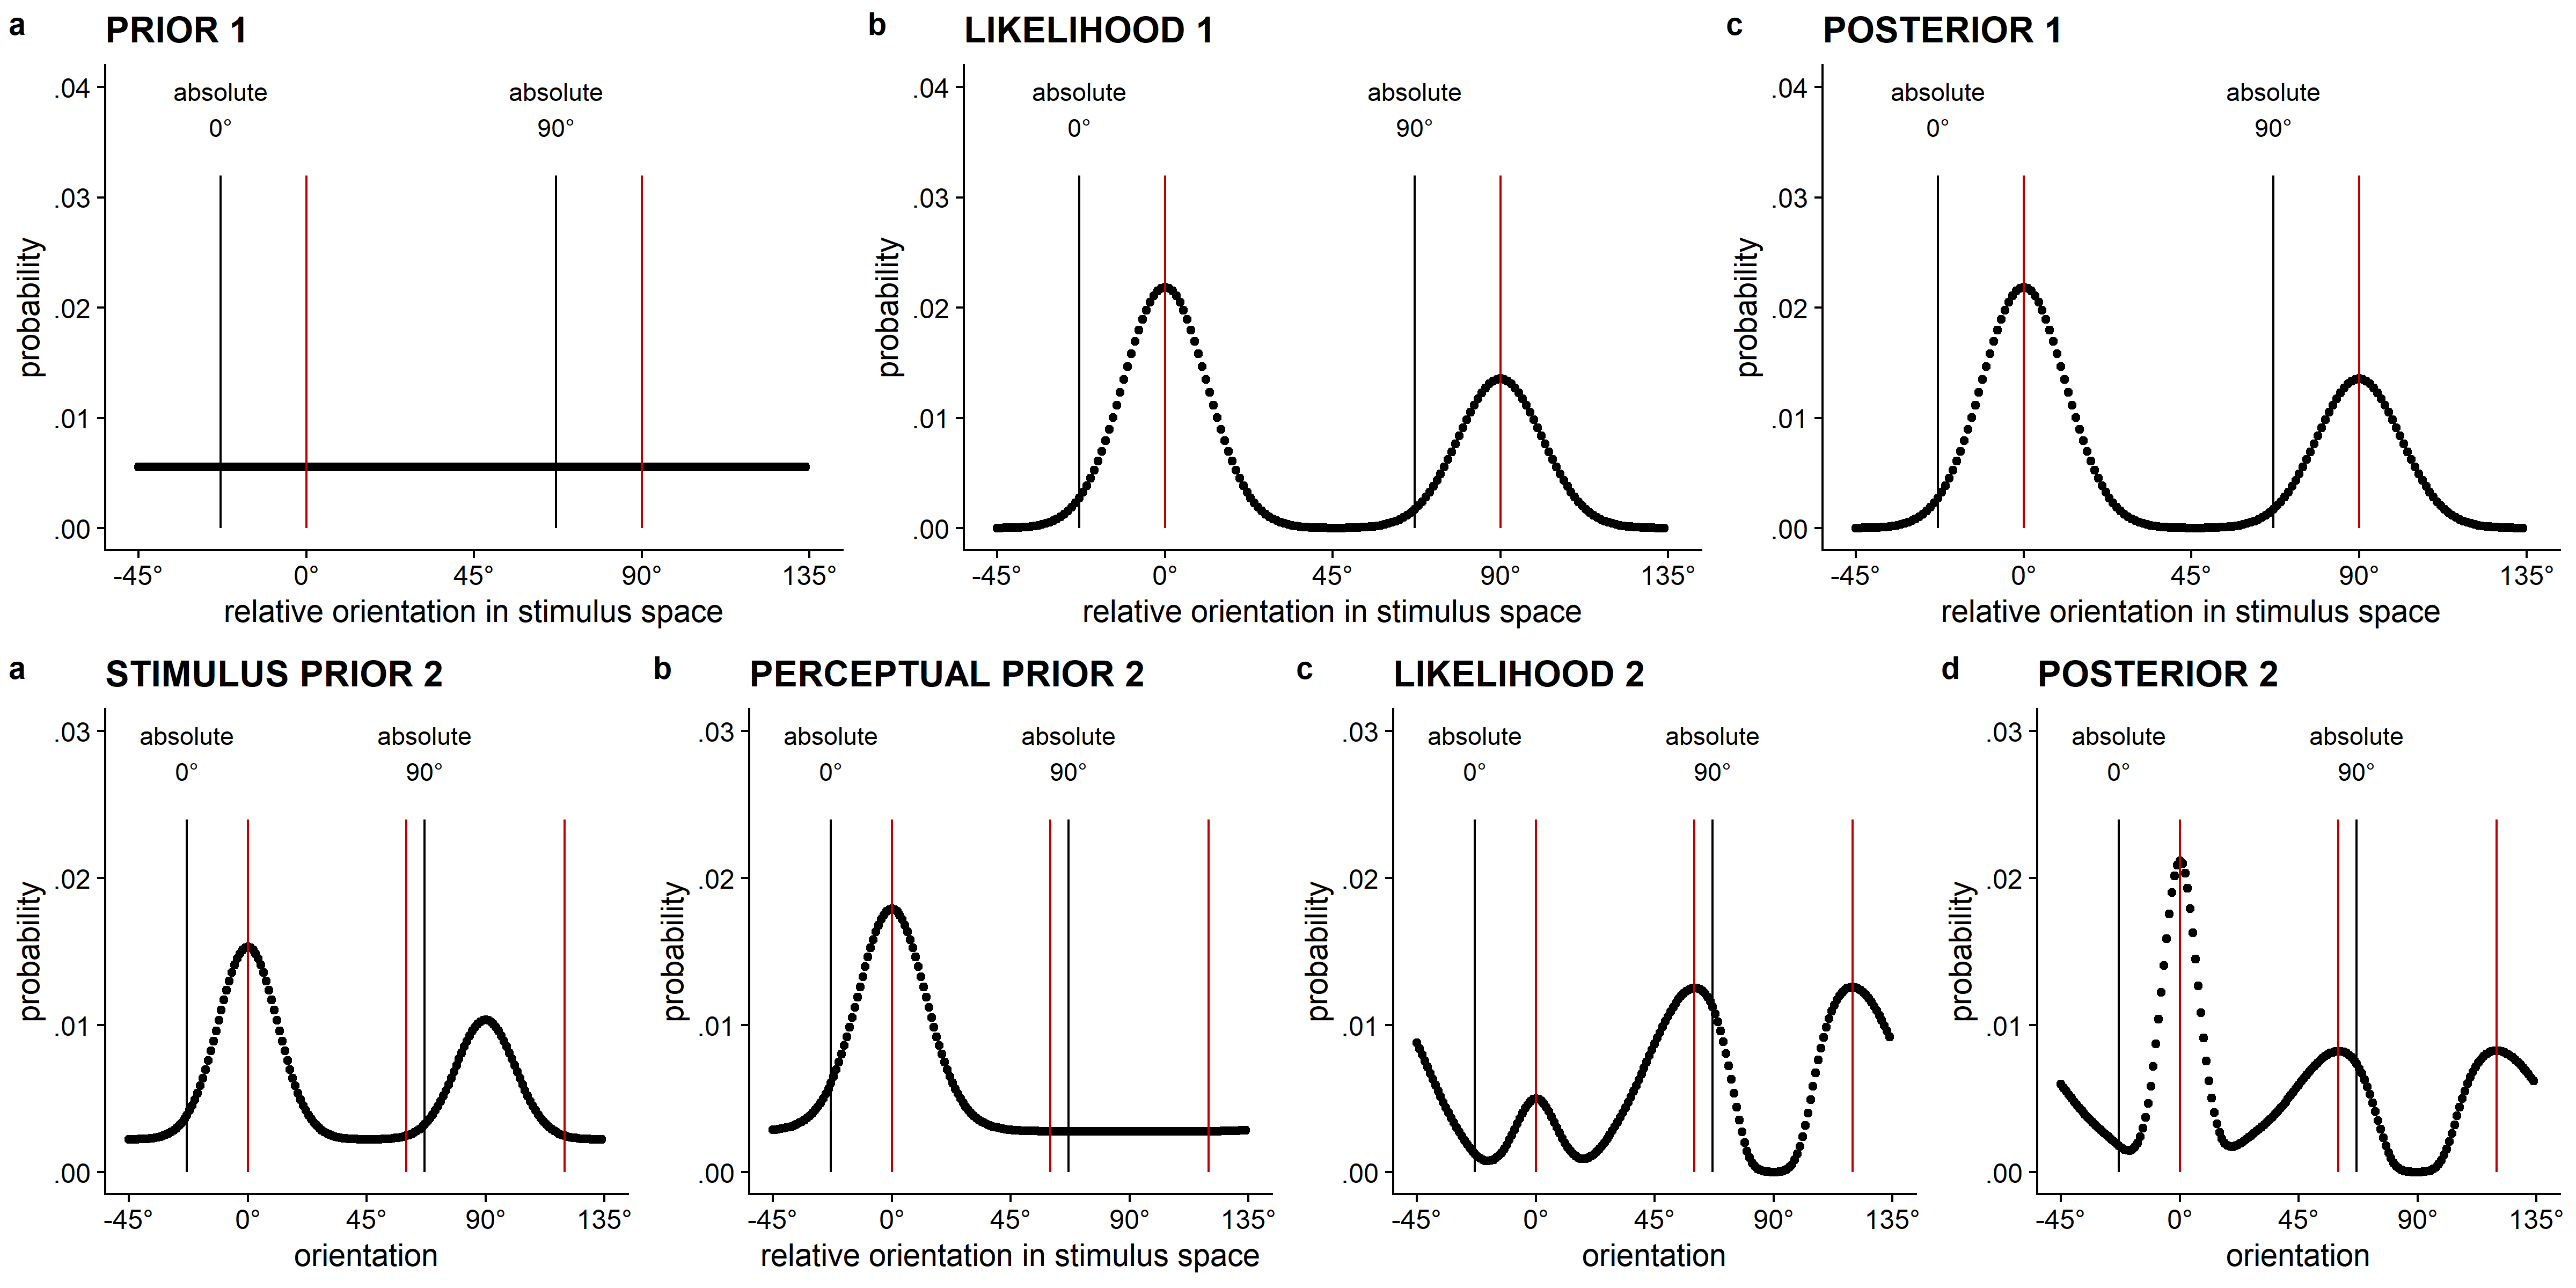 a PRIOR 1
.04
.03
.02
.01
.00
probability
absolute
0°
absolute
90°
-45° 0° 45° 90° 135°
relative orientation in stimulus space
b LIKELIHOOD 1
.04
.03
.02
.01
.00
probability
absolute
0°
absolute
90°
-45° 0° 45° 90° 135°
relative orientation in stimulus space
c POSTERIOR 1
.04
.03
.02
.01
.00
probability
absolute
0°
absolute
90°
-45° 0° 45° 90° 135°
relative orientation in stimulus space
a STIMULUS PRIOR 2
.03
.02
.01
.00
probability
absolute
0°
absolute
90°
-45° 0° 45° 90° 135°
orientation
b PERCEPTUAL PRIOR 2
.03
.02
.01
.00
probability
absolute
0°
absolute
90°
-45° 0° 45° 90° 135°
relative orientation in stimulus space
c LIKELIHOOD 2
.03
.02
.01
.00
probability
absolute
0°
absolute
90°
-45° 0° 45° 90° 135°
orientation
d POSTERIOR 2
.03
.02
.01
.00
probability
absolute
0°
absolute
90°
-45° 0° 45° 90° 135°
orientation